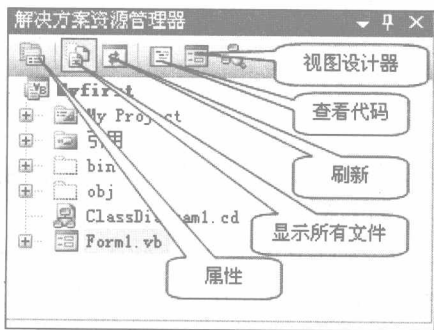 解决方案资源管理器
视图设计器
Myfirst
查看代码
My Project
引用
bin
刷新
obj
ClassDiagram1.cd
显示所有文件
Form1.vb
属性